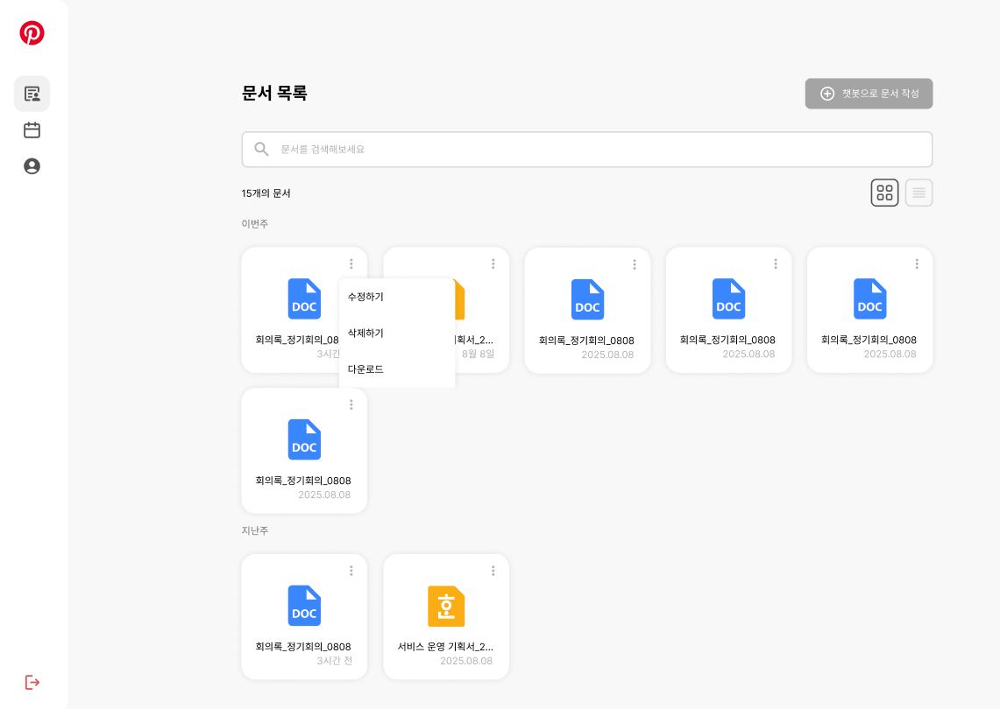 문서 목록
챗봇으로 문서 작성
문서를 검색해보세요
15개의 문서
이번주
DOC
회의록_정기회의_08
3시간
수정하기
삭제하기
다운로드
기획서_2...
8월 8일
DOC
회의록_정기회의_0808
2025.08.08
DOC
회의록_정기회의_0808
2025.08.08
DOC
회의록_정기회의_0808
2025.08.08
DOC
회의록_정기회의_0808
2025.08.08
지난주
DOC
회의록_정기회의_0808
3시간 전
한
서비스 운영 기획서_2...
2025.08.08